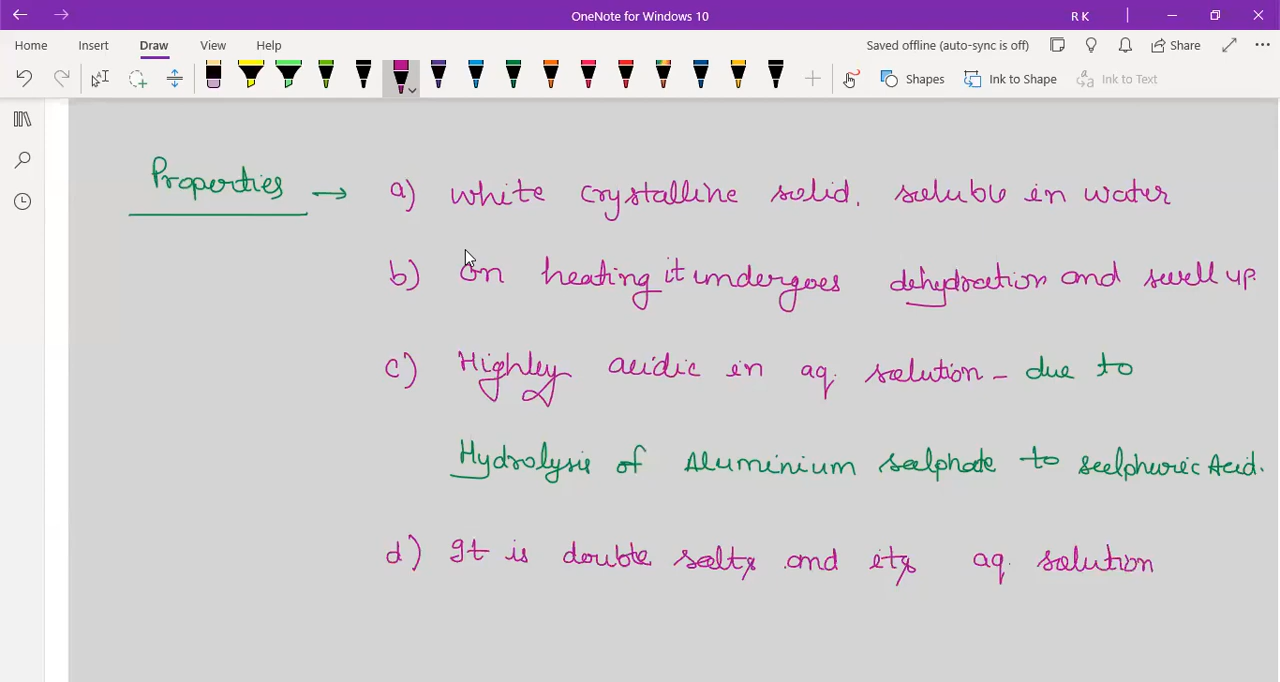 OneNote for Windows 10
R K
Home Insert Draw View Help
Saved offline (auto-sync is off) Share
Shapes Ink to Shape Ink to Text
Properties → a) white crystalline solid. soluble in water
b) On heating it undergoes dehydration and swell up.
c) Highley acidic in aq. solution - due to
Hydrolysis of Aluminium sulphate to sulphuric Acid.
d) It is double salts and its aq. solution